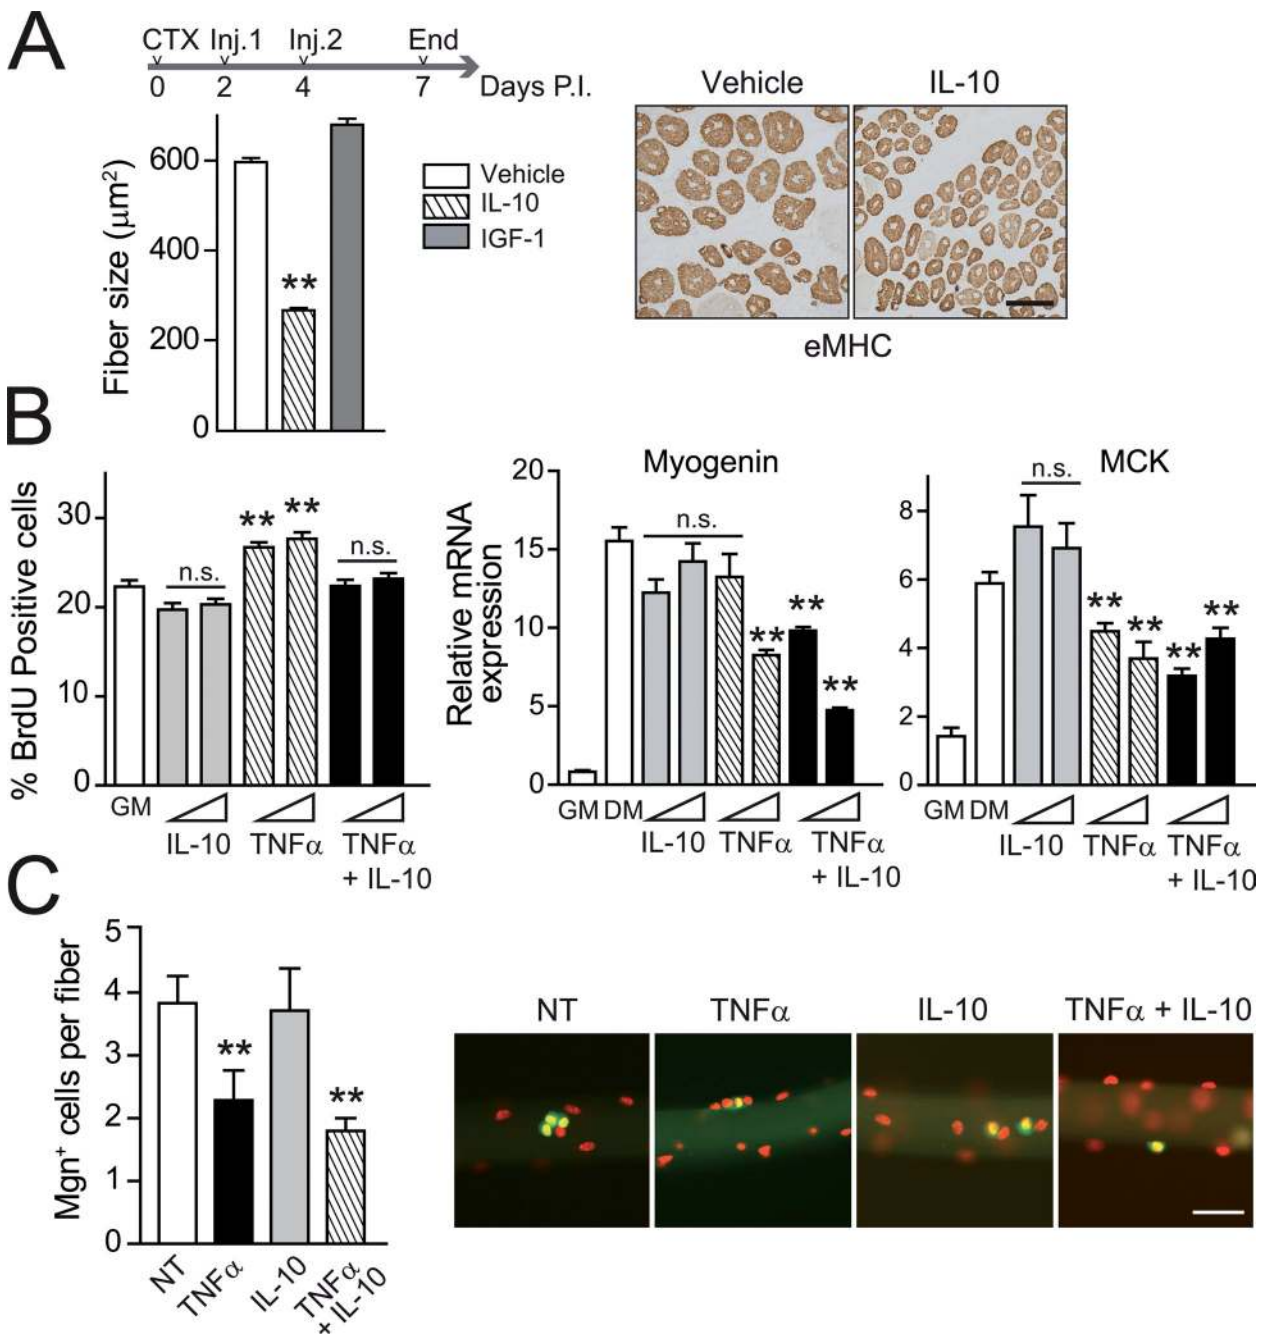 A
CTX Inj.1 Inj.2 End
0 2 4 7 Days P.I.
Fiber size (μm²)
600
400
200
0
**
Vehicle
IL-10
IGF-1
Vehicle IL-10
eMHC
B
% BrdU Positive cells
30
20
10
0
n.s.
** **
n.s.
GM
IL-10 TNFα TNFα
+ IL-10
Myogenin
Relative mRNA
expression
20
15
10
5
0
n.s.
** ** **
GM DM
IL-10 TNFα TNFα
+ IL-10
MCK
8
6
4
2
0
n.s.
** ** ** **
GM DM
IL-10 TNFα TNFα
+ IL-10
C
Mgn⁺ cells per fiber
5
4
3
2
1
0
** **
NT
TNFα
IL-10
TNFα
+ IL-10
NT TNFα IL-10 TNFα + IL-10